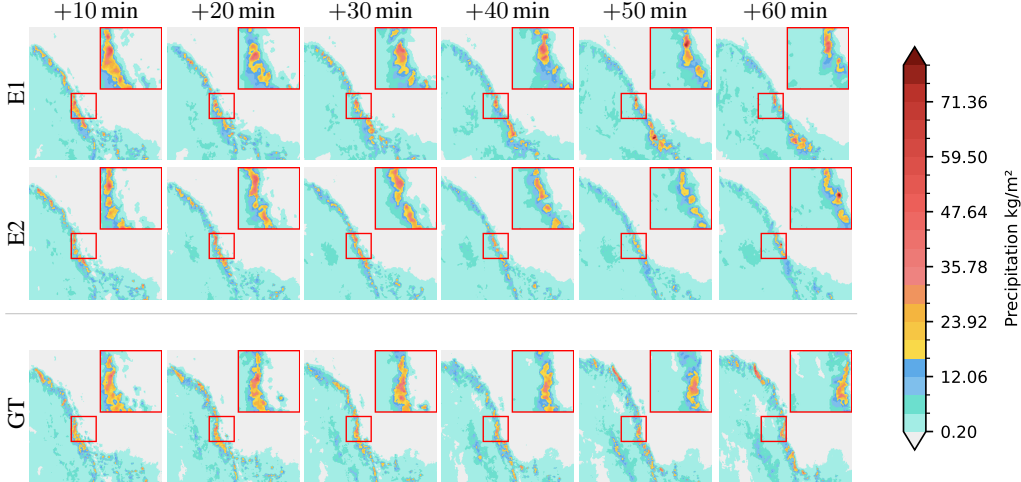 +10 min +20 min +30 min +40 min +50 min +60 min
E1
E2
GT
71.36
59.50
47.64
35.78
23.92
12.06
0.20
Precipitation kg/m²